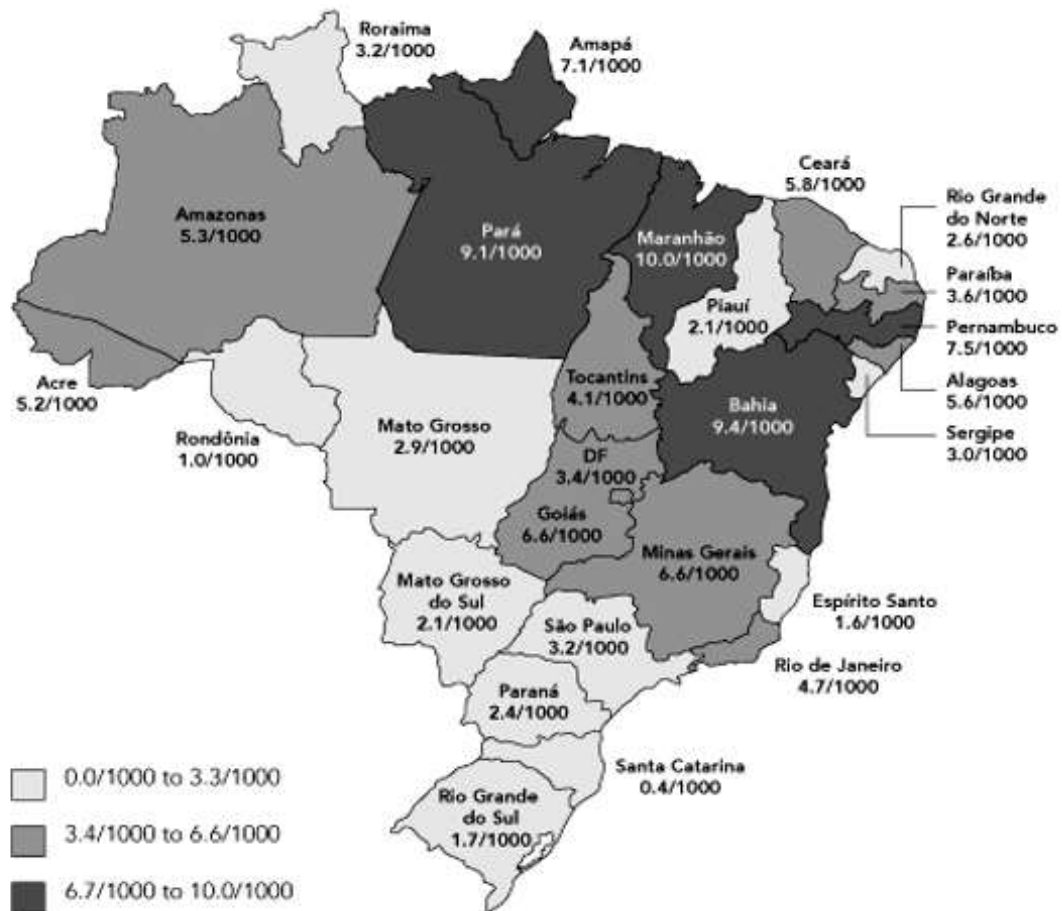 Roraima
3.2/1000
Amapá
7.1/1000
Ceará
5.8/1000
Rio Grande
do Norte
2.6/1000
Amazonas
5.3/1000
Pará
9.1/1000
Maranhão
10.0/1000
Paraíba
3.6/1000
Piauí
2.1/1000
Pernambuco
7.5/1000
Acre
5.2/1000
Tocantins
4.1/1000
Alagoas
5.6/1000
Bahia
9.4/1000
Rondônia
1.0/1000
Mato Grosso
2.9/1000
Sergipe
3.0/1000
DF
3.4/1000
Goiás
6.6/1000
Minas Gerais
6.6/1000
Mato Grosso
do Sul
2.1/1000
São Paulo
3.2/1000
Espírito Santo
1.6/1000
Rio de Janeiro
4.7/1000
Paraná
2.4/1000
Santa Catarina
0.4/1000
Rio Grande
do Sul
1.7/1000
0.0/1000 to 3.3/1000
3.4/1000 to 6.6/1000
6.7/1000 to 10.0/1000